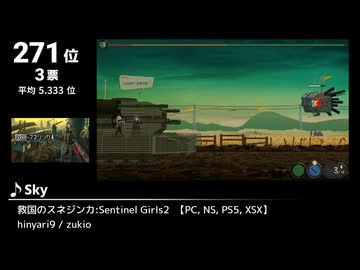 271位
3票
平均 5.333 位
♪Sky
救国のスネジンカ:Sentinel Girls2 【PC, NS, PS5, XSX】
hinyari9 / zukio